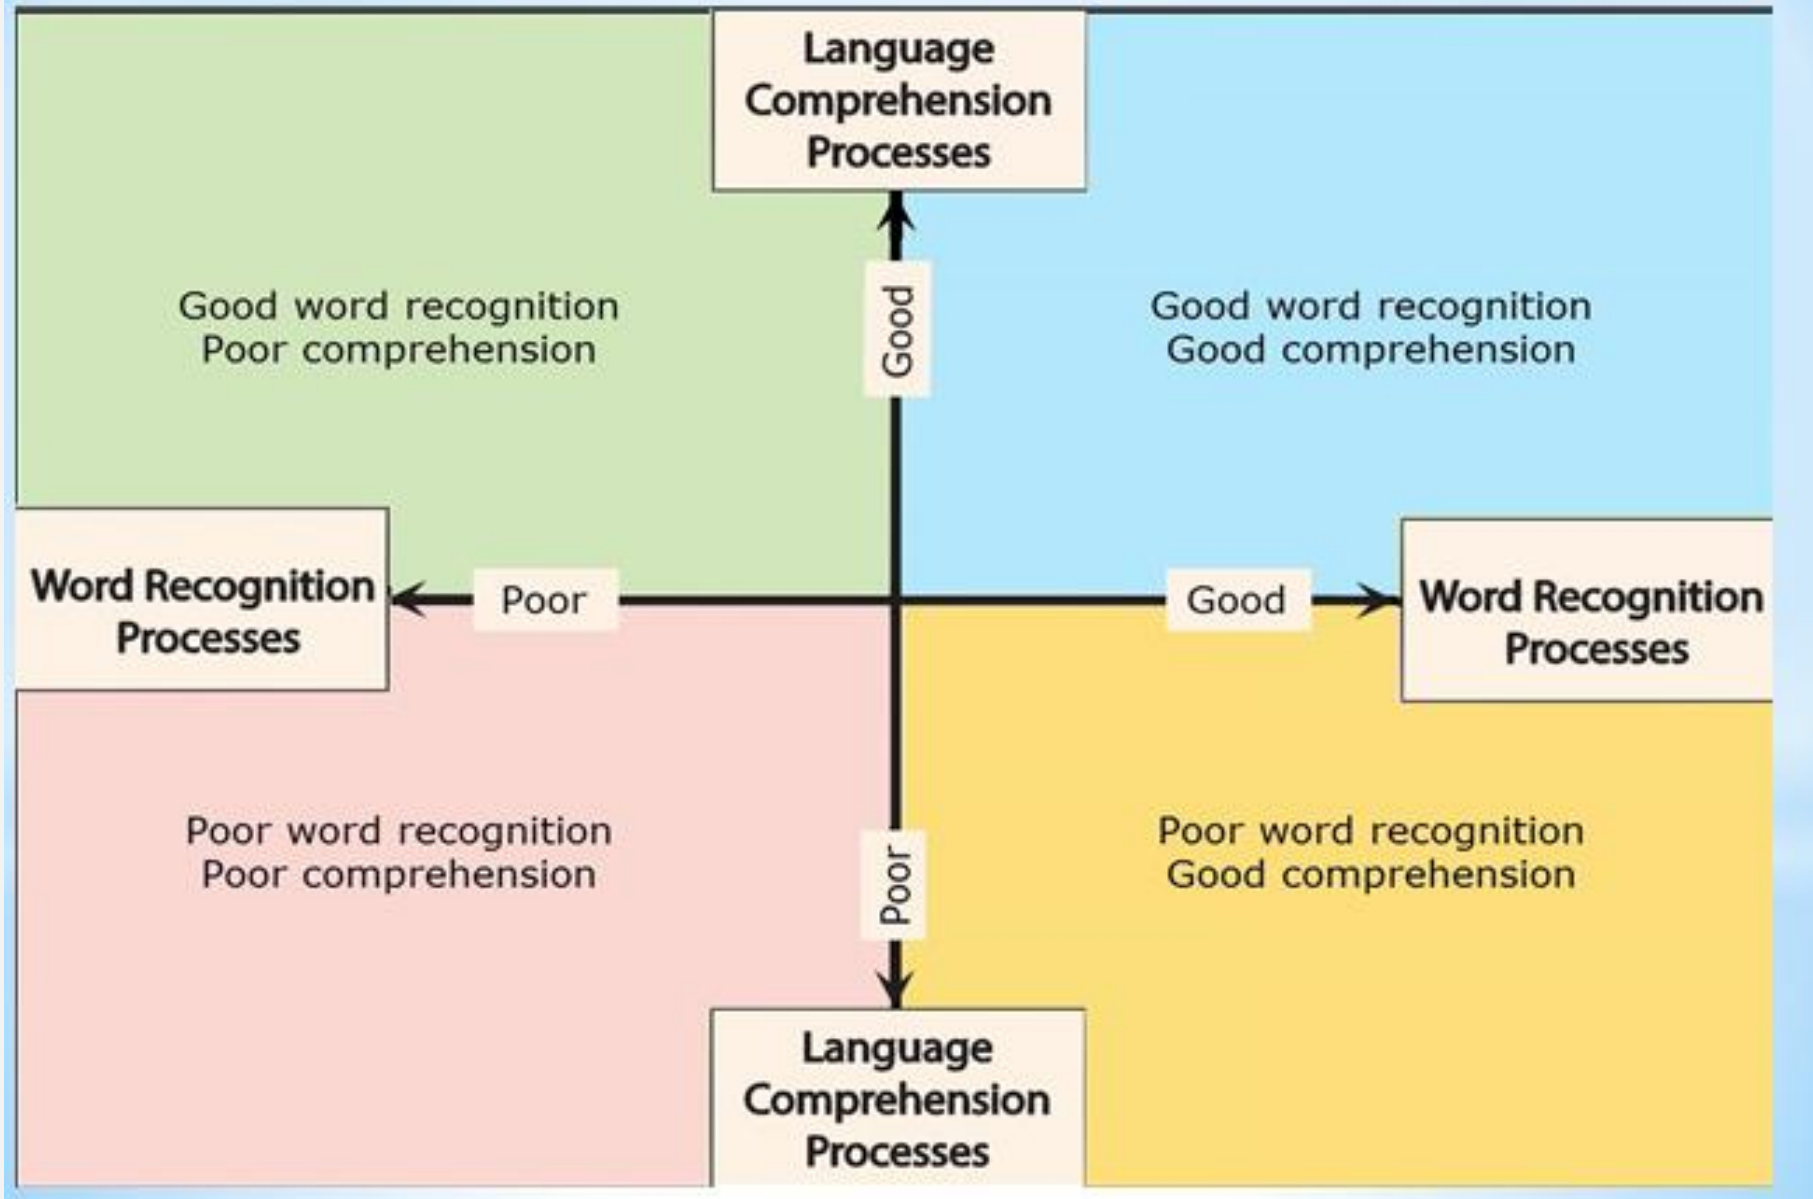 Language
Comprehension
Processes
Good
Good word recognition
Poor comprehension
Good word recognition
Good comprehension
Word Recognition
Processes
Poor
Good
Word Recognition
Processes
Poor word recognition
Poor comprehension
Poor word recognition
Good comprehension
Poor
Language
Comprehension
Processes